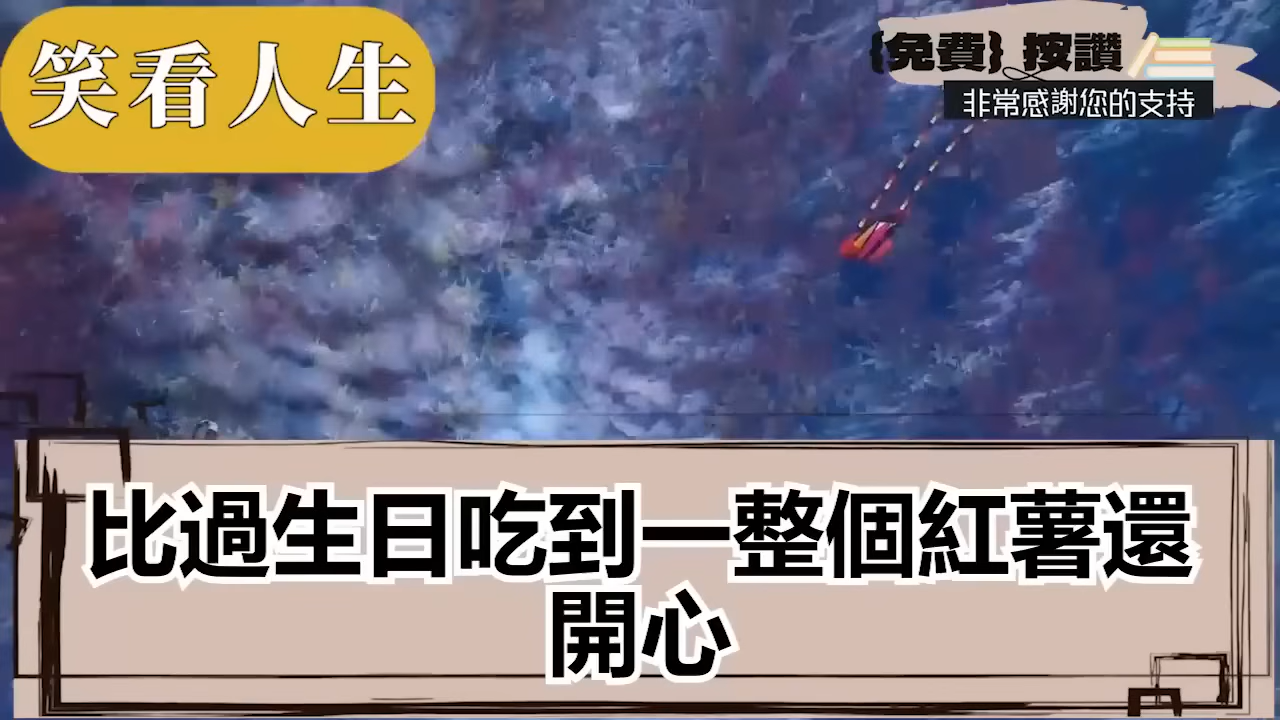 笑看人生
{免費} 按讚
非常感謝您的支持
比過生日吃到一整個紅薯還
開心